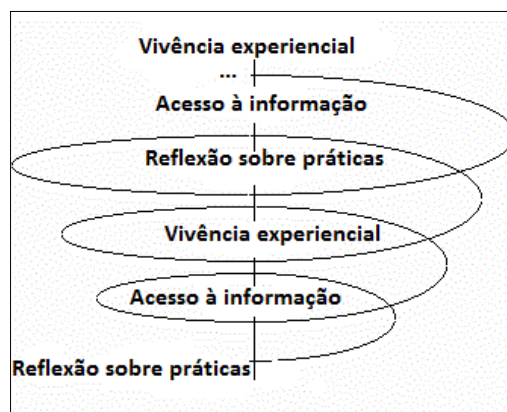 Vivência experiencial
...
Acesso à informação
Reflexão sobre práticas
Vivência experiencial
Acesso à informação
Reflexão sobre práticas